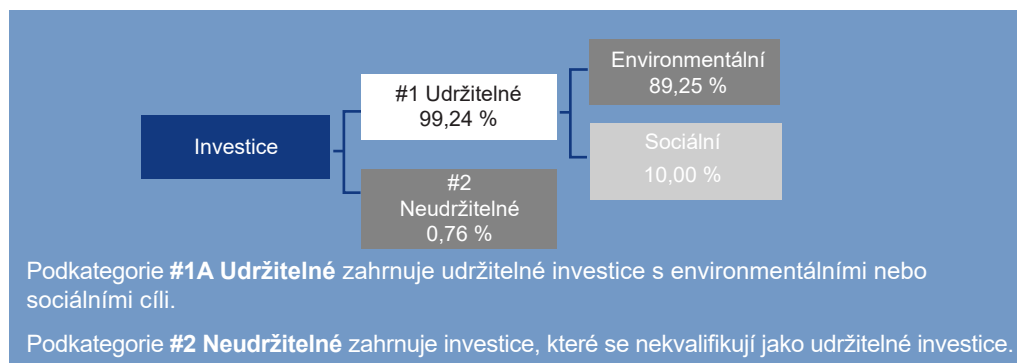 Investice
#1 Udržitelné
99,24 %
#2
Neudržitelné
0,76 %
Environmentální
89,25 %
Sociální
10,00 %
Podkategorie #1A Udržitelné zahrnuje udržitelné investice s environmentálními nebo
sociálními cíli.
Podkategorie #2 Neudržitelné zahrnuje investice, které se nekvalifikují jako udržitelné investice.